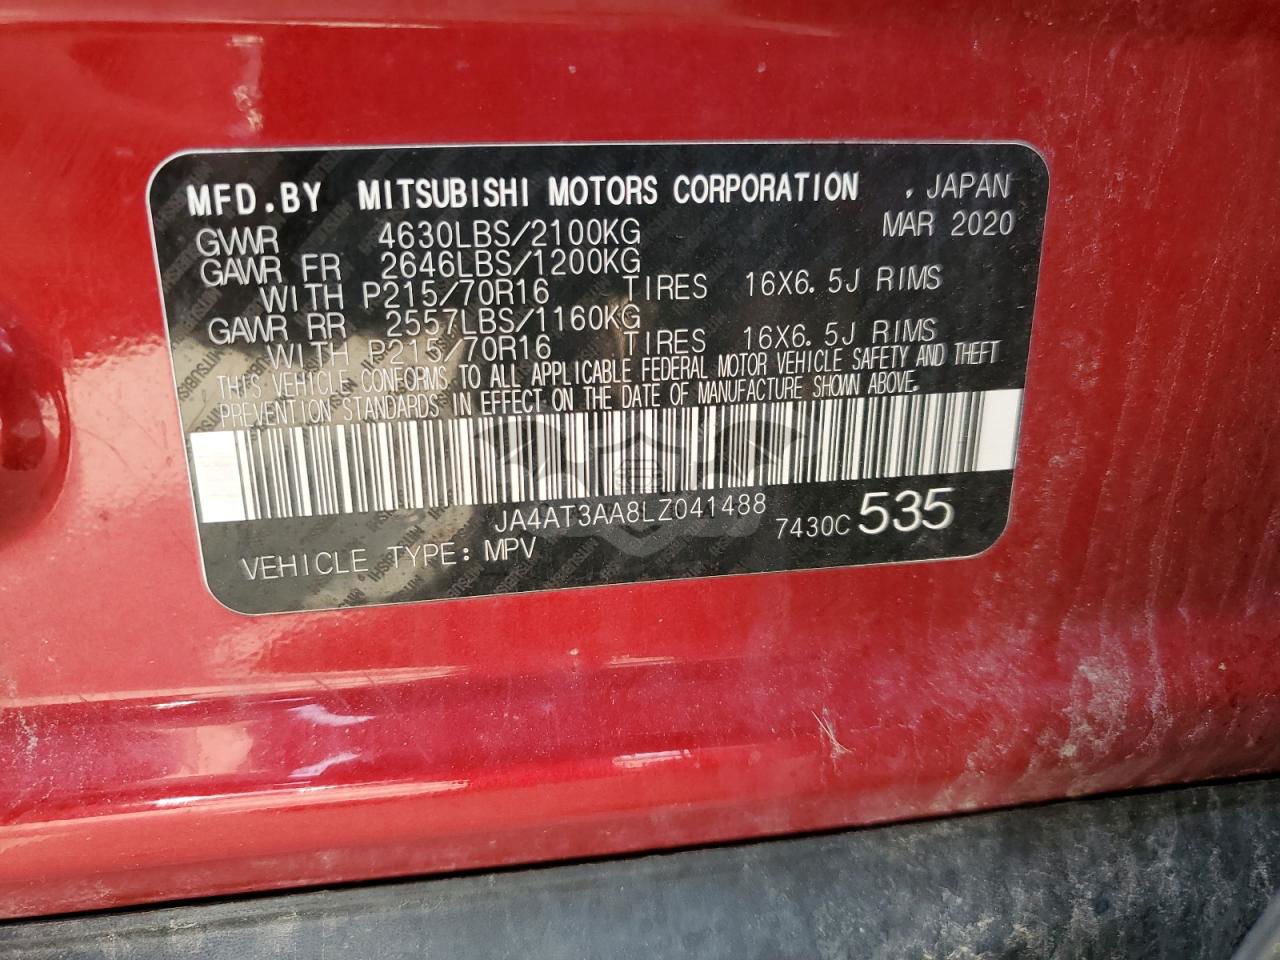 MFD.BY MITSUBISHI MOTORS CORPORATION , JAPAN
MAR 2020
GVWR 4630LBS/2100KG
GAWR FR 2646LBS/1200KG
WITH P215/70R16 TIRES 16X6.5J RIMS
GAWR RR 2557LBS/1160KG
WITH P215/70R16 TIRES 16X6.5J RIMS
THIS VEHICLE CONFORMS TO ALL APPLICABLE FEDERAL MOTOR VEHICLE SAFETY AND THEFT
PREVENTION STANDARDS IN EFFECT ON THE DATE OF MANUFACTURE SHOWN ABOVE.
JA4AT3AA8LZ041488
7430C 535
VEHICLE TYPE: MPV